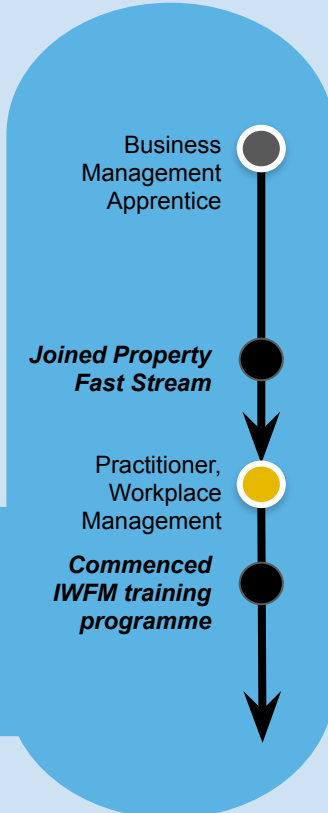 Business
Management
Apprentice
Joined Property
Fast Stream
Practitioner,
Workplace
Management
Commenced
IWFM training
programme